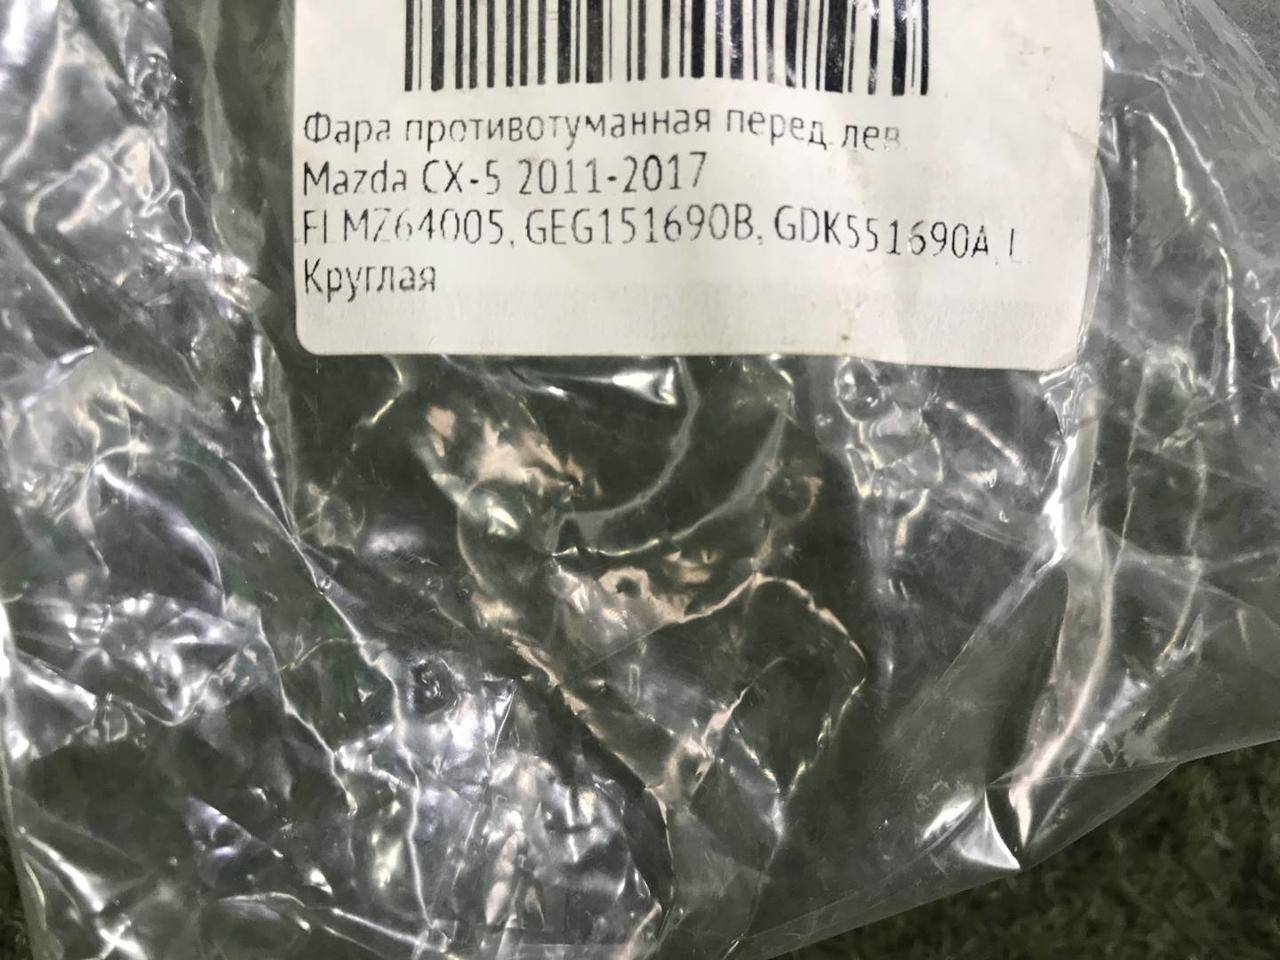 Фара противотуманная перед. лев.
Mazda CX-5 2011-2017
FLMZ64005, GEG151690B, GDK551690A, L
Круглая